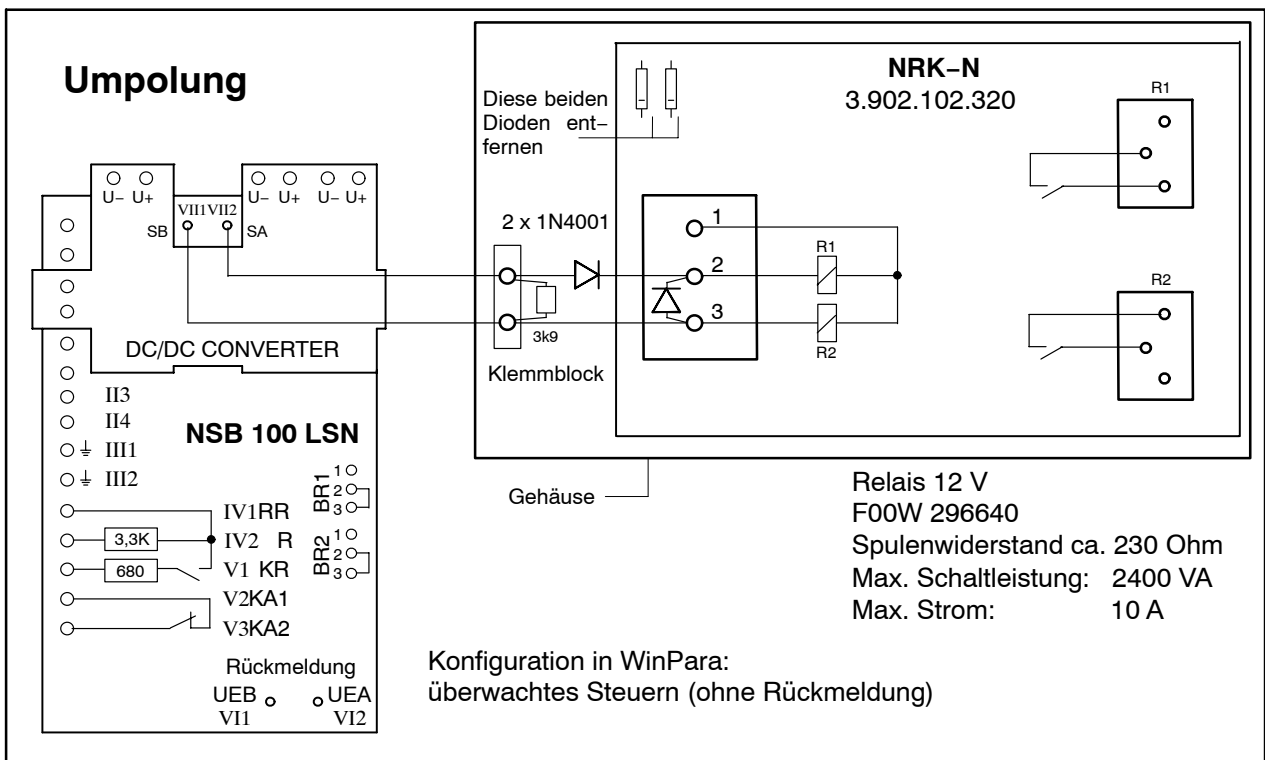 Umpolung
NRK–N
3.902.102.320
R1
Diese beiden
Dioden ent–
fernen
U– U+
U– U+ U– U+
VII1VII2
SB
SA
2 x 1N4001
1
2
3
R1
R2
R2
3k9
DC/DC CONVERTER
Klemmblock
II3
II4
NSB 100 LSN
III1
III2
BR1
1
2
3
Gehäuse
Relais 12 V
F00W 296640
Spulenwiderstand ca. 230 Ohm
Max. Schaltleistung: 2400 VA
Max. Strom: 10 A
IV1RR
3,3K
IV2 R
BR2
1
2
3
680
V1 KR
V2KA1
V3KA2
Rückmeldung
UEB
UEA
VI1
VI2
Konfiguration in WinPara:
überwachtes Steuern (ohne Rückmeldung)